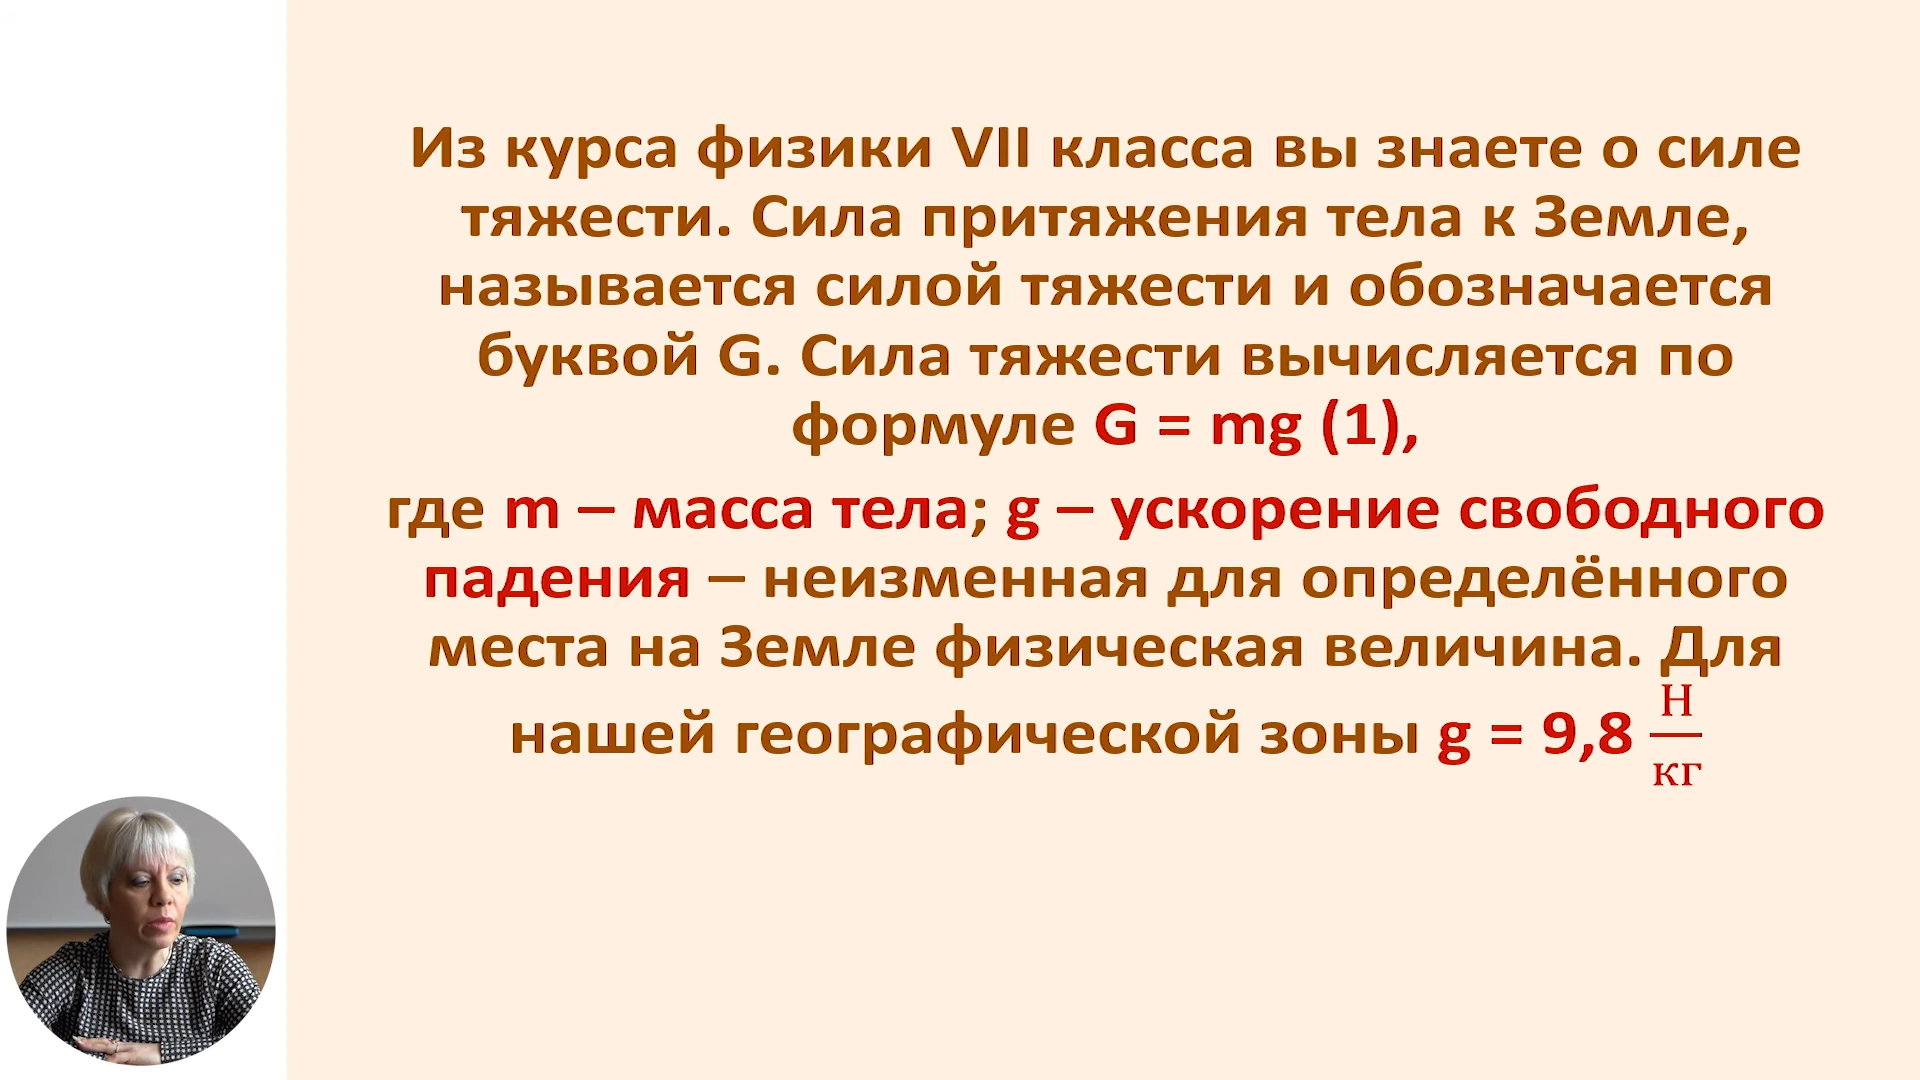 Из курса физики VII класса вы знаете о силе
тяжести. Сила притяжения тела к Земле,
называется силой тяжести и обозначается
буквой G. Сила тяжести вычисляется по
формуле G = mg (1),
где m – масса тела; g – ускорение свободного
падения – неизменная для определённого
места на Земле физическая величина. Для
нашей географической зоны g = 9,8 Н/кг